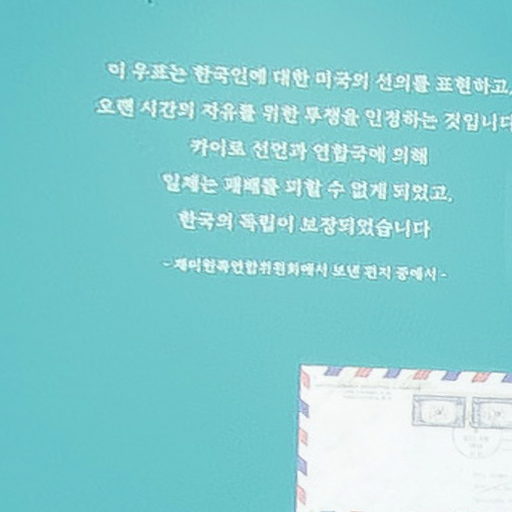 이 우표는 한국인에 대한 미국의 선의를 표현하고,
오랜 시간의 자유를 위한 투쟁을 인정하는 것입니다
카이로 선언과 연합국에 의해
일제는 패배를 피할 수 없게 되었고,
한국의 독립이 보장되었습니다
- 재미한족연합위원회에서 보낸 편지 중에서 -